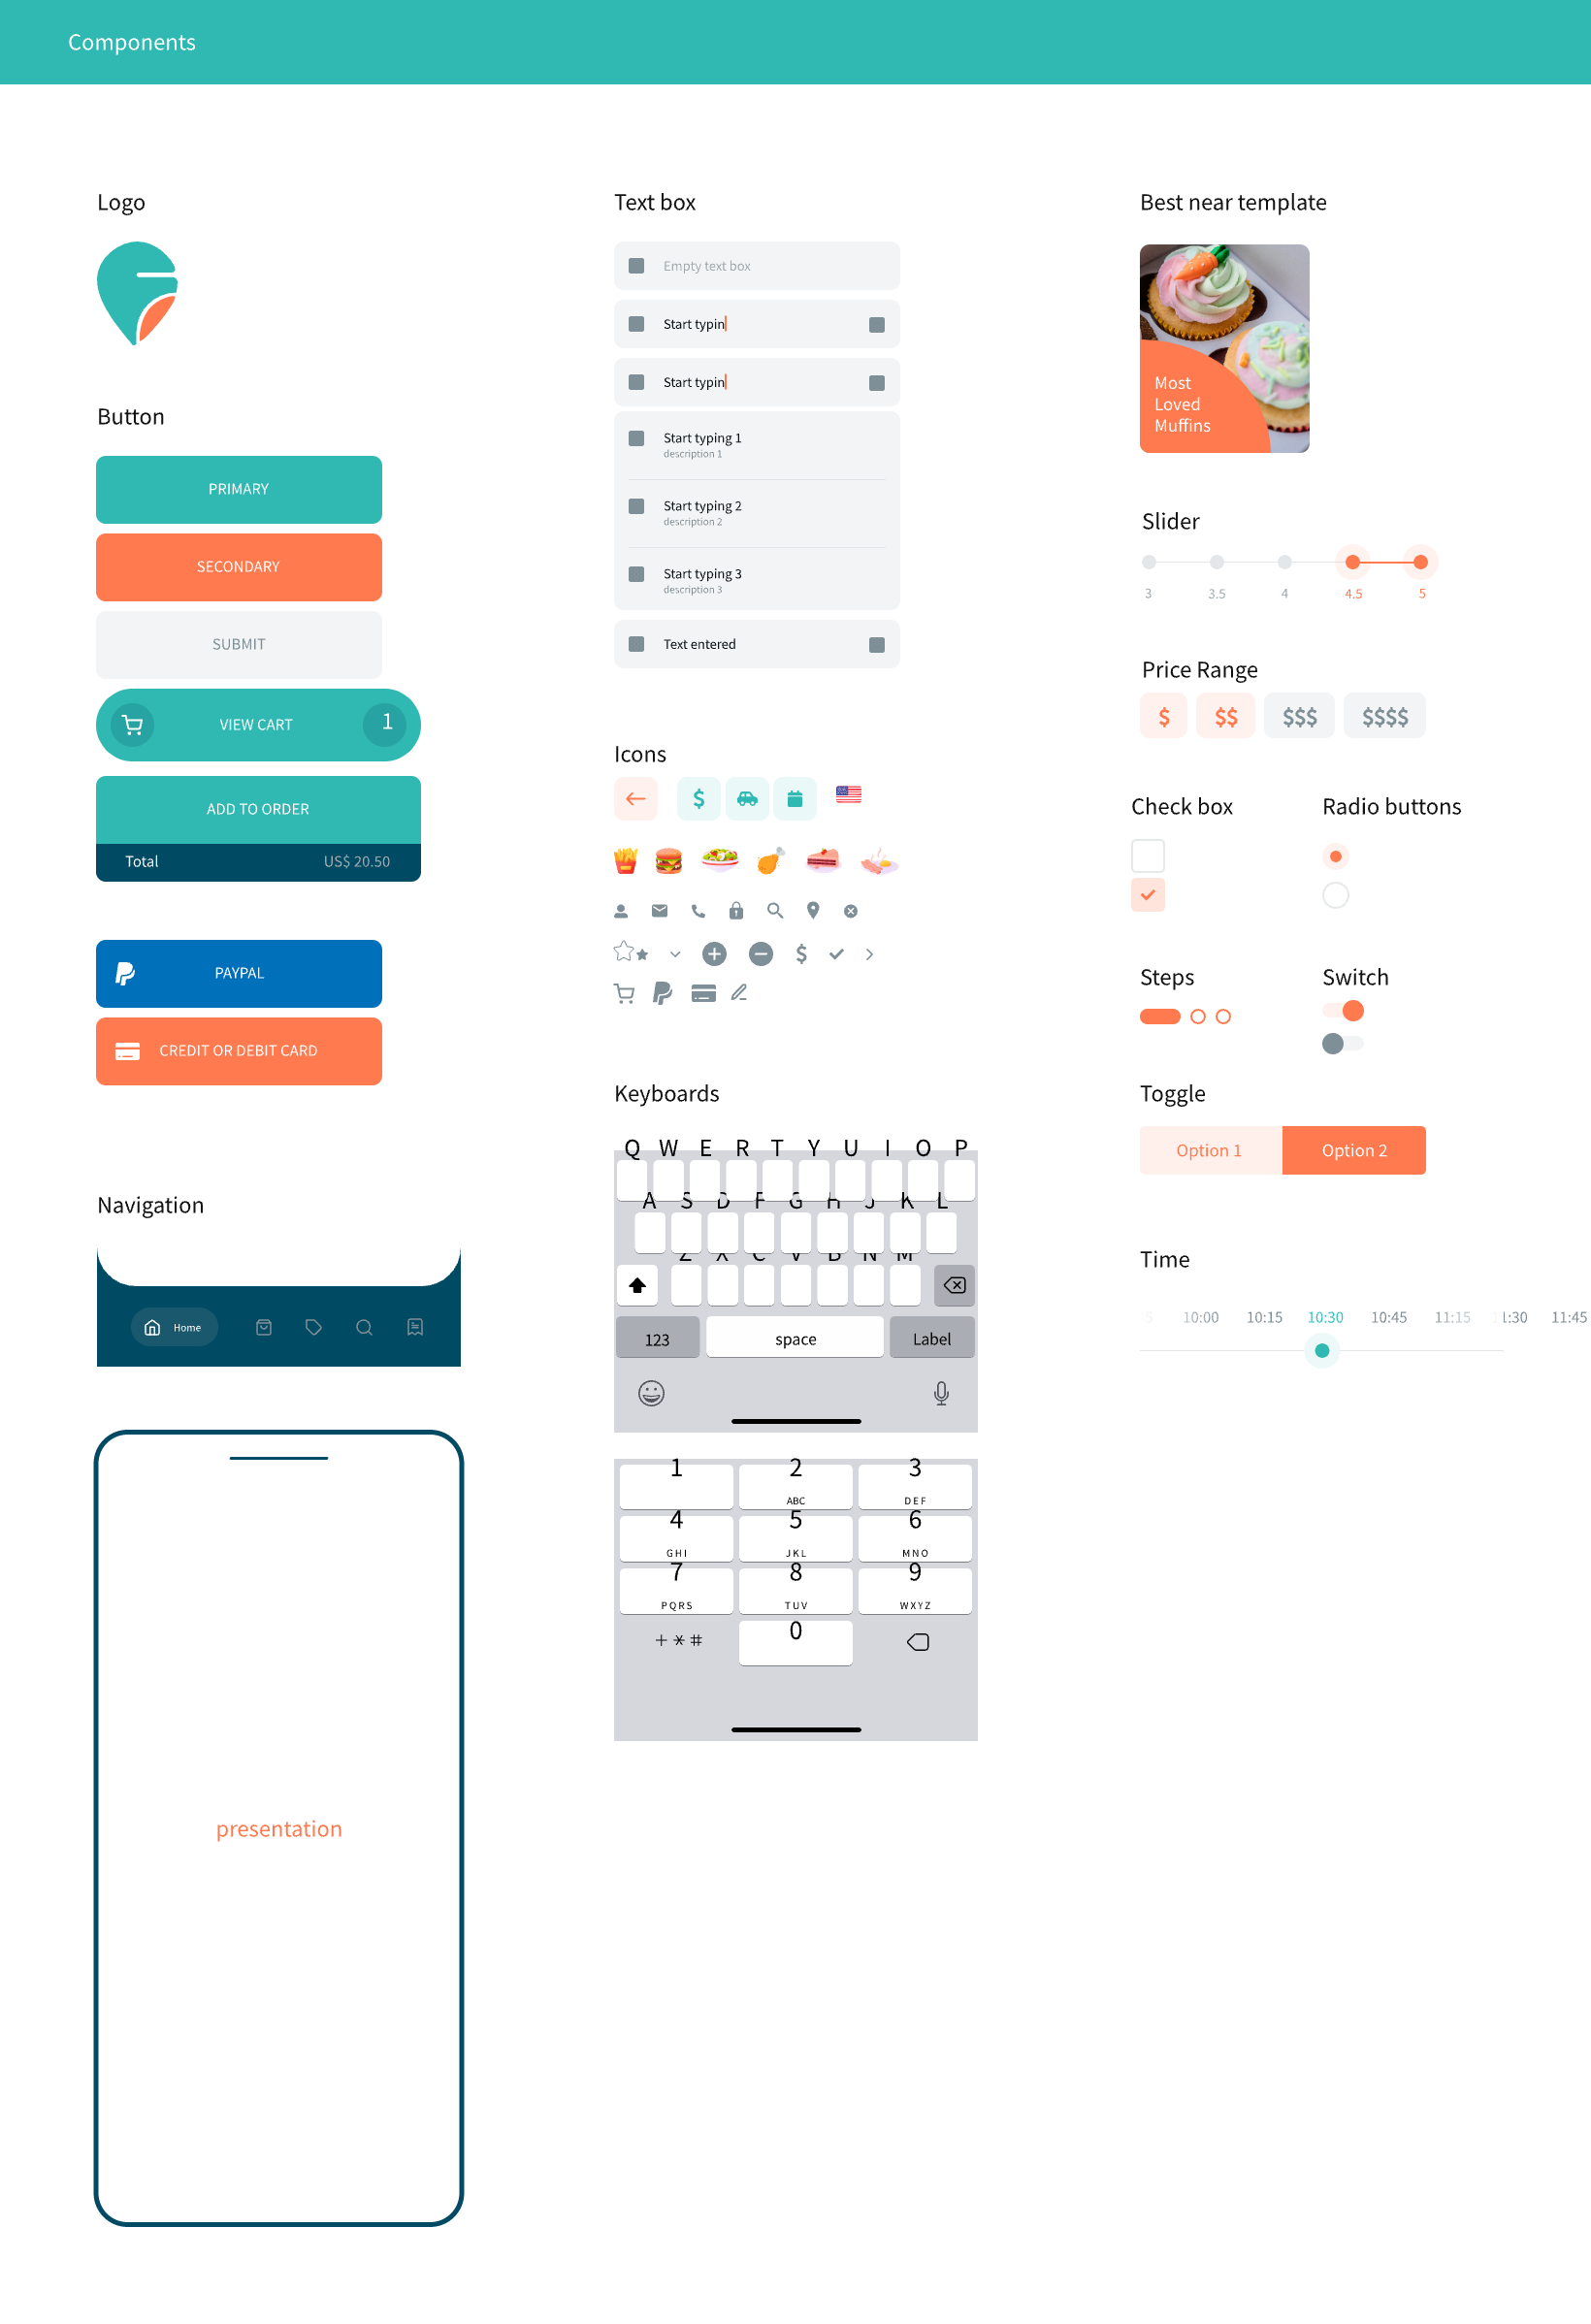 Components
Logo
Button
PRIMARY
SECONDARY
SUBMIT
VIEW CART 1
ADD TO ORDER
Total US$ 20.50
PAYPAL
CREDIT OR DEBIT CARD
Navigation
Home
presentation
Text box
Empty text box
Start typin
Start typin
Start typing 1
description 1
Start typing 2
description 2
Start typing 3
description 3
Text entered
Icons
$
$
Keyboards
Q W E R T Y U I O P
A S D F G H J K L
Z X C V B N M
123 space Label
1 2 3
ABC DEF
4 5 6
GHI JKL MNO
7 8 9
PQRS TUV WXYZ
+ * #
0
Best near template
Most
Loved
Muffins
Slider
3 3.5 4 4.5 5
Price Range
$ $$ $$$ $$$$
Check box
Radio buttons
Steps
Switch
Toggle
Option 1 Option 2
Time
10:00 10:15 10:30 10:45 11:15 11:30 11:45